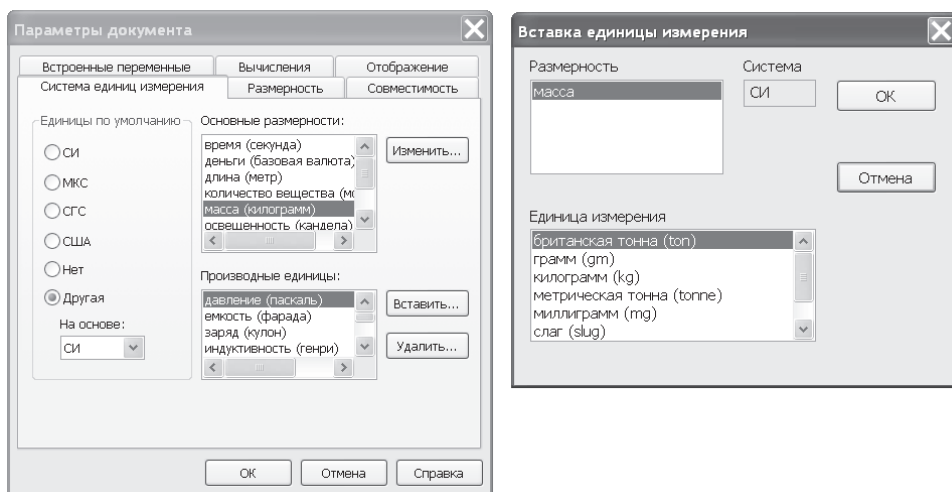 Параметры документа
Встроенные переменные Вычисления Отображение
Система единиц измерения Размерность Совместимость
Единицы по умолчанию
СИ
МКС
СГС
США
Нет
Другая
На основе:
СИ
Основные размерности:
время (секунда)
деньги (базовая валюта)
длина (метр)
количество вещества (мо
масса (килограмм)
освещенность (кандела)
Изменить...
Производные единицы:
давление (паскаль)
емкость (фарада)
заряд (кулон)
индуктивность (генри)
Вставить...
Удалить...
ОК Отмена Справка
Вставка единицы измерения
Размерность Система
масса СИ
ОК
Отмена
Единица измерения
британская тонна (ton)
грамм (gm)
килограмм (kg)
метрическая тонна (tonne)
миллиграмм (mg)
слаг (slug)